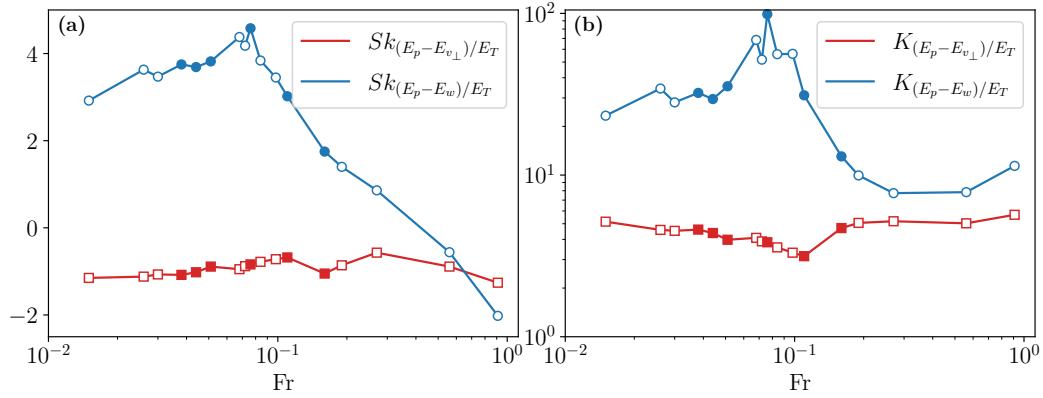 (a)
Sk_{(E_p−E_{v_⊥})/E_T}
Sk_{(E_p−E_w)/E_T}
4
2
0
−2
10^{−2}
10^{−1}
10^0
Fr
(b)
K_{(E_p−E_{v_⊥})/E_T}
K_{(E_p−E_w)/E_T}
10^2
10^1
10^0
10^{−2}
10^{−1}
10^0
Fr